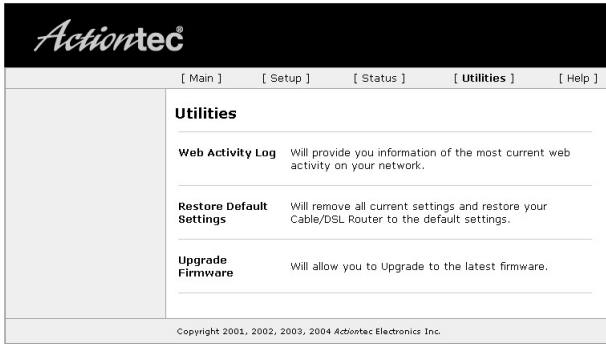 Actiontec®
[ Main ] [ Setup ] [ Status ] [ Utilities ] [ Help ]
Utilities
Web Activity Log Will provide you information of the most current web
activity on your network.
Restore Default Will remove all current settings and restore your
Settings Cable/DSL Router to the default settings.
Upgrade
Firmware Will allow you to Upgrade to the latest firmware.
Copyright 2001, 2002, 2003, 2004 Actiontec Electronics Inc.